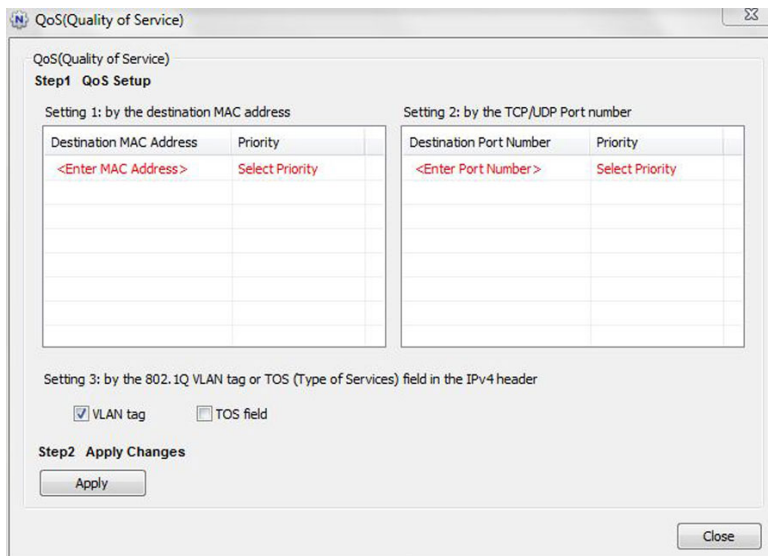 QoS(Quality of Service)
QoS(Quality of Service)
Step1 QoS Setup
Setting 1: by the destination MAC address
Setting 2: by the TCP/UDP Port number
Destination MAC Address Priority
<Enter MAC Address> Select Priority
Destination Port Number Priority
<Enter Port Number> Select Priority
Setting 3: by the 802.1Q VLAN tag or TOS (Type of Services) field in the IPv4 header
VLAN tag TOS field
Step2 Apply Changes
Apply
Close